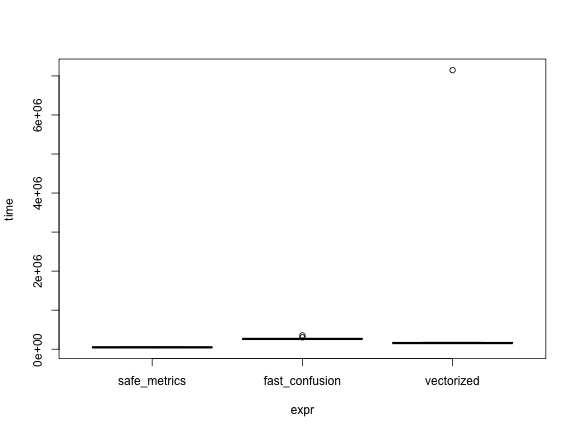 6e+06
4e+06
2e+06
0e+00
time
safe_metrics fast_confusion vectorized
expr